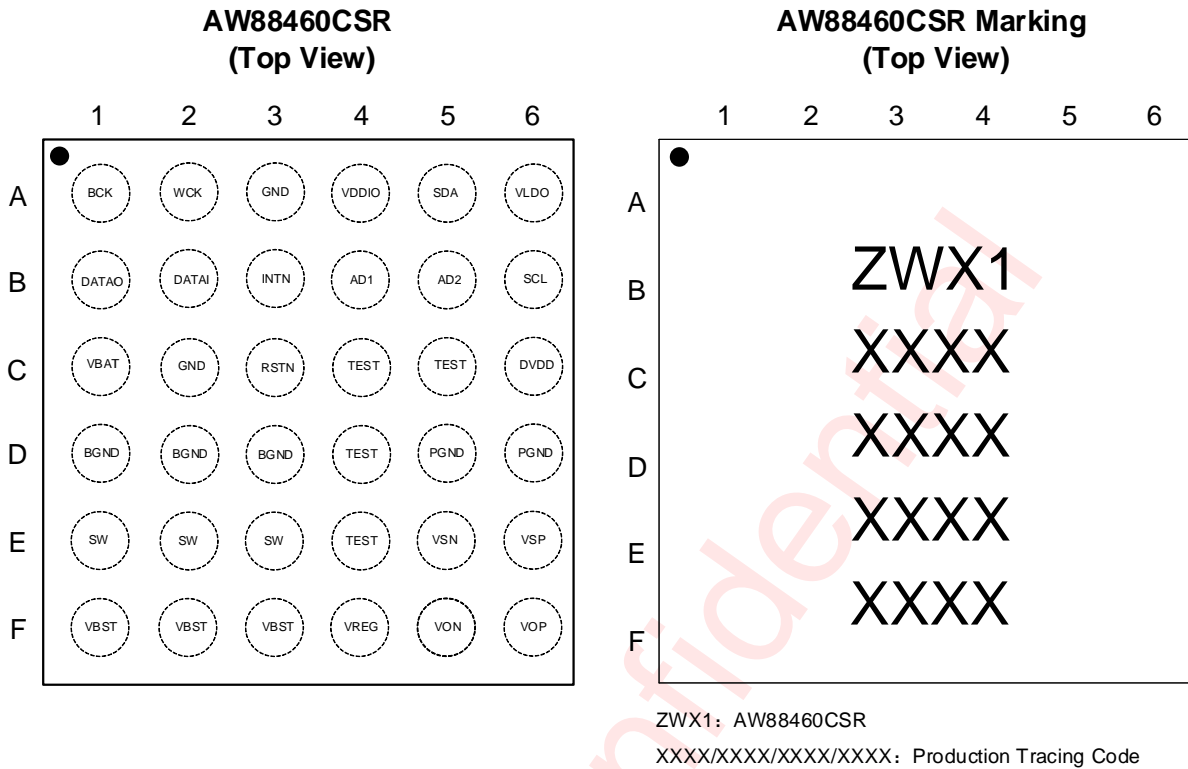 AW88460CSR
(Top View)
1 2 3 4 5 6
A BCK WCK GND VDDIO SDA VLDO
B DATAO DATAI INTN AD1 AD2 SCL
C VBAT GND RSTN TEST TEST DVDD
D BGND BGND BGND TEST PGND PGND
E SW SW SW TEST VSN VSP
F VBST VBST VBST VREG VON VOP
AW88460CSR Marking
(Top View)
1 2 3 4 5 6
A
B ZWX1
C XXXX
D XXXX
E XXXX
F XXXX
ZWX1：AW88460CSR
XXXX/XXXX/XXXX/XXXX：Production Tracing Code
nfidential